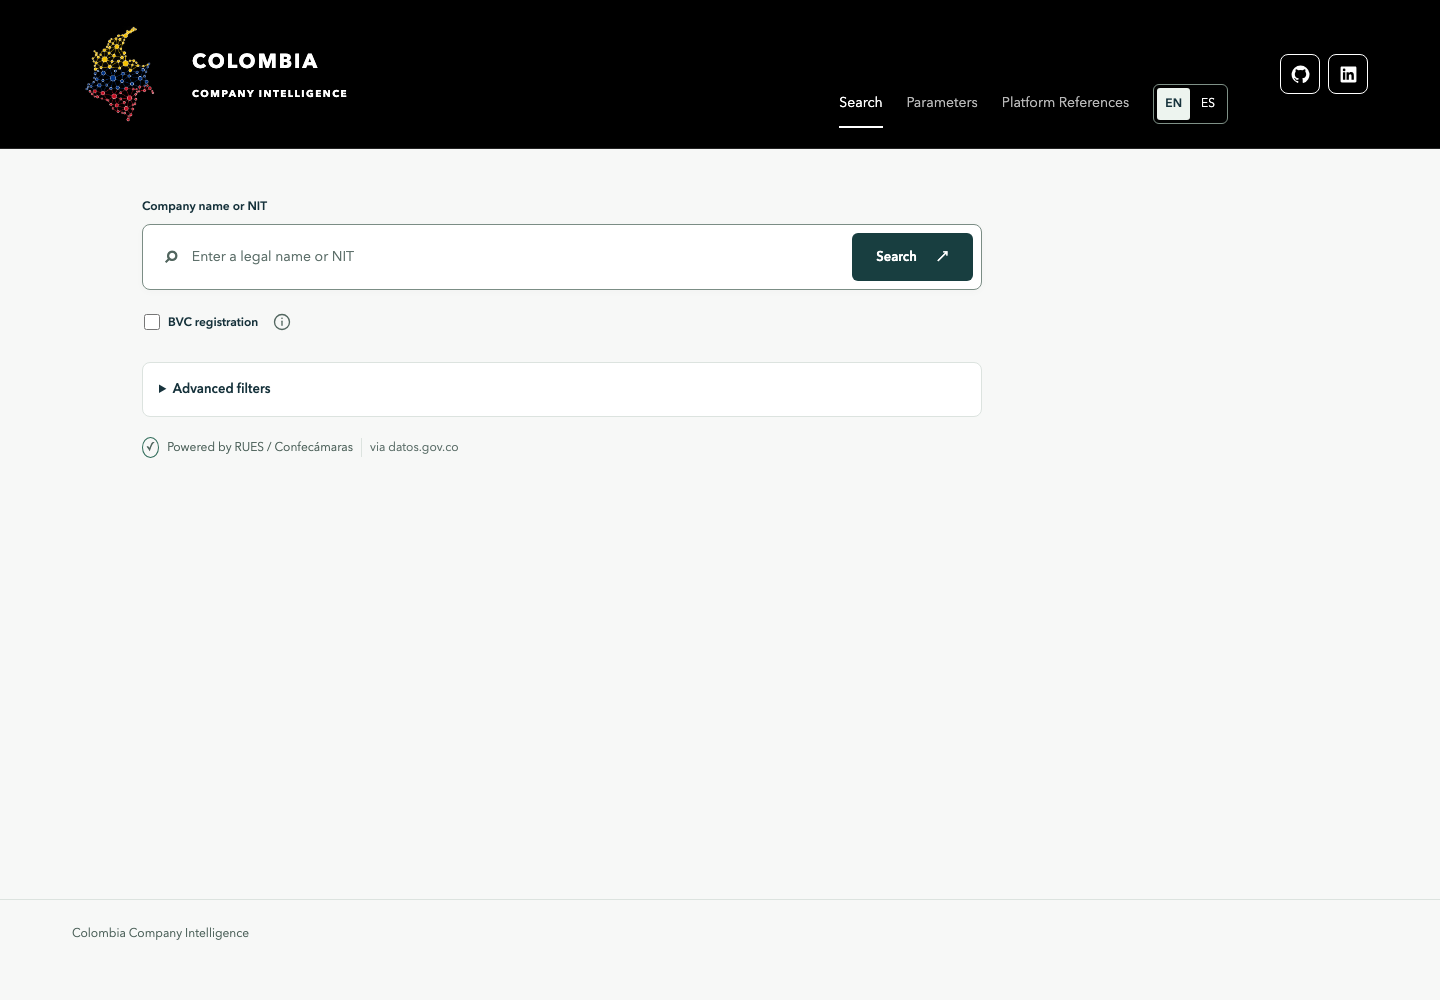 COLOMBIA
COMPANY INTELLIGENCE
Search
Parameters
Platform References
EN
ES
Company name or NIT
Enter a legal name or NIT
Search
BVC registration
Advanced filters
Powered by RUES / Confecámaras
via datos.gov.co
Colombia Company Intelligence